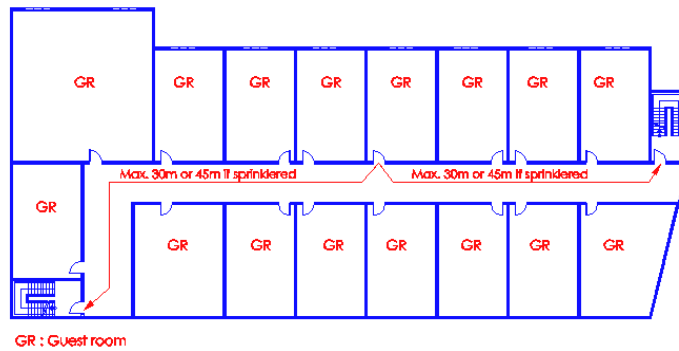 GR
GR GR GR GR GR GR GR
Max. 30m or 45m if sprinklered Max. 30m or 45m if sprinklered
GR
GR GR GR GR GR GR GR
GR : Guest room